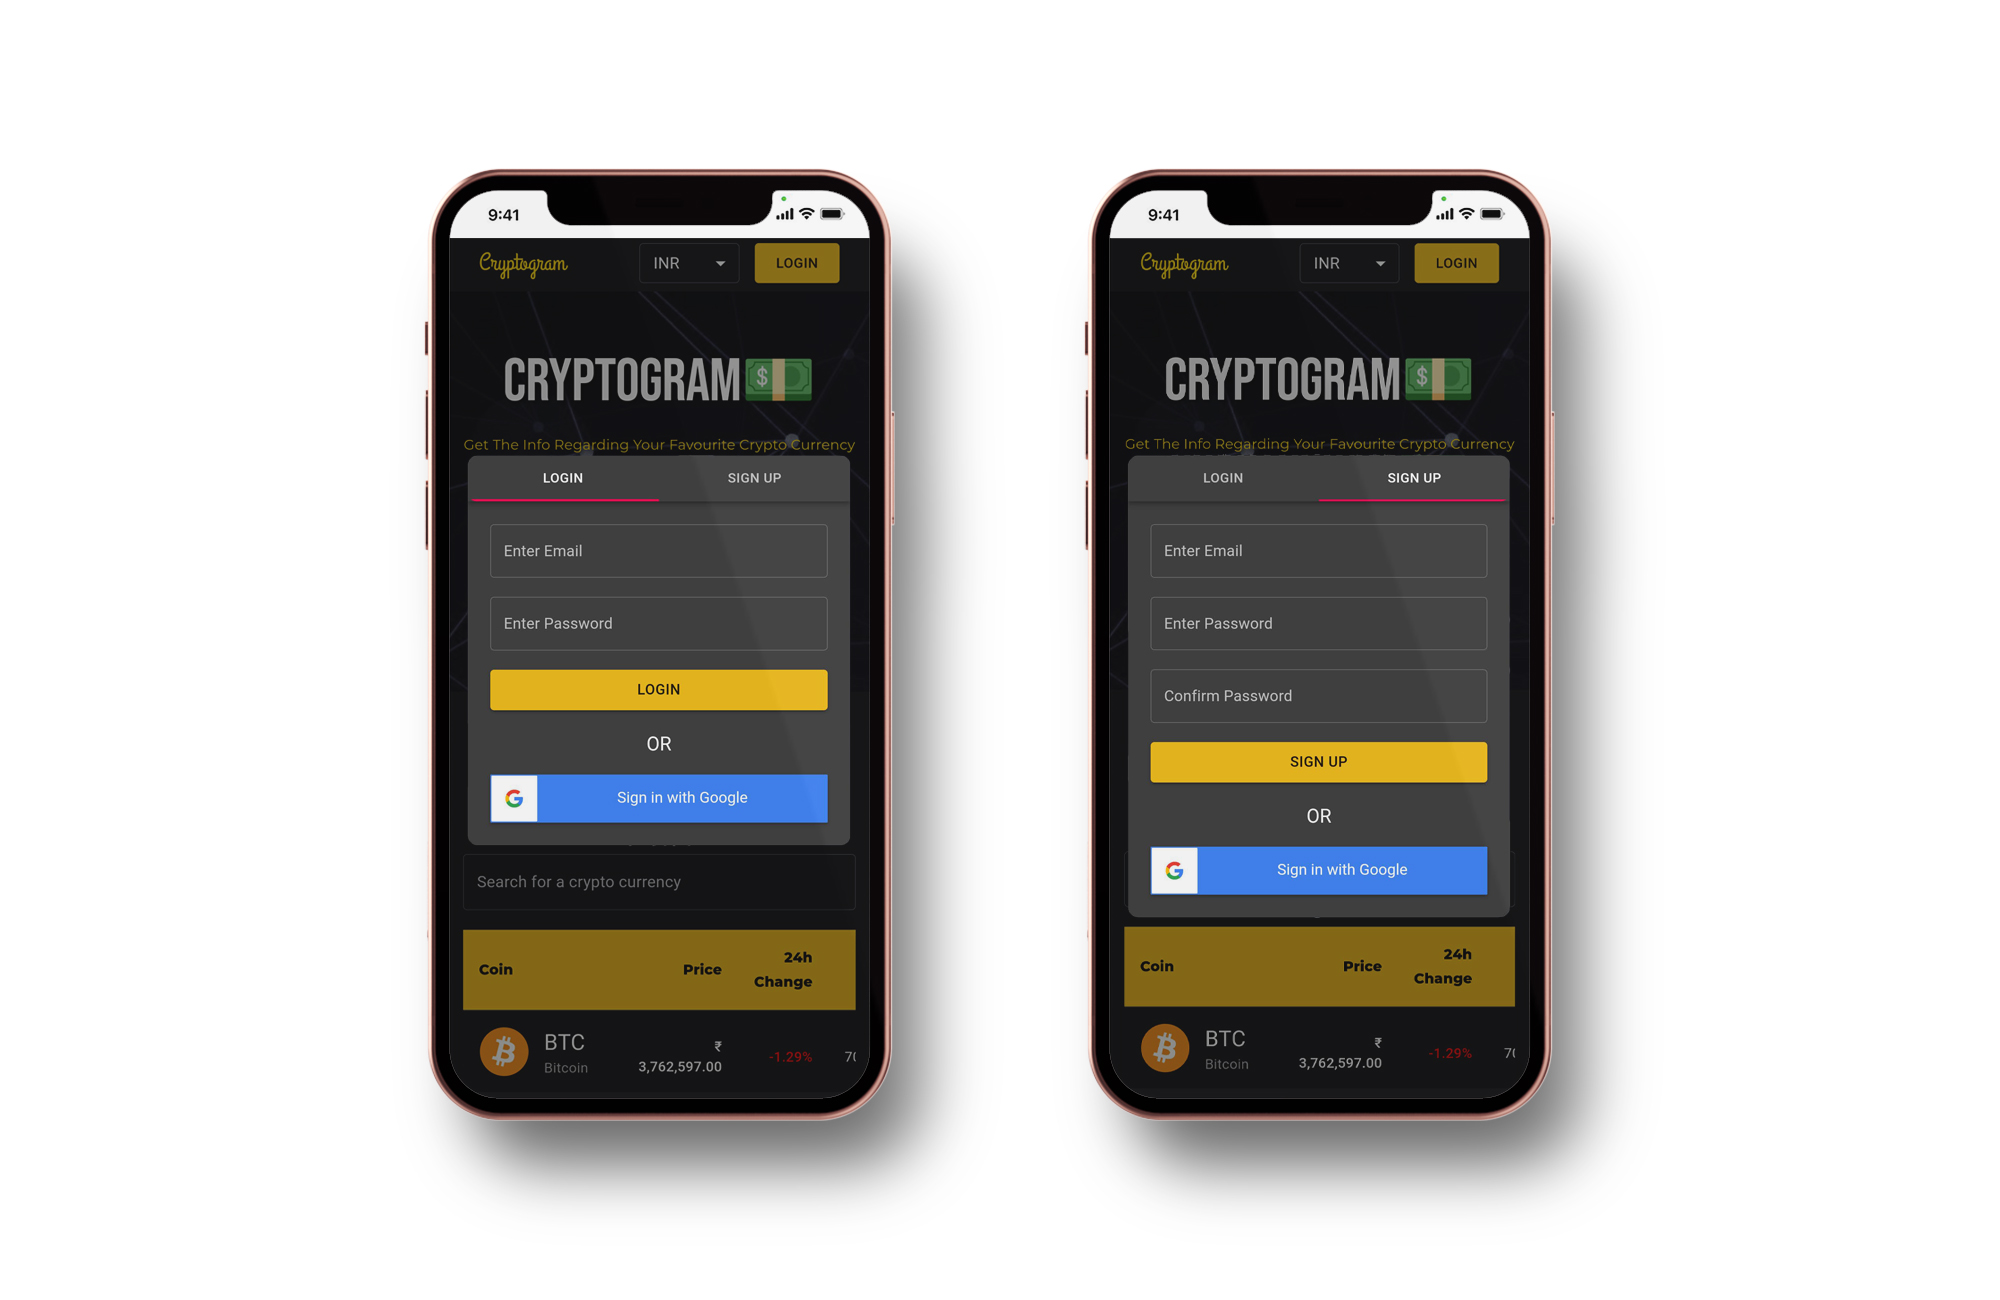 9:41
Cryptogram
INR
LOGIN
CRYPTOGRAM
Get The Info Regarding Your Favourite Crypto Currency
LOGIN SIGN UP
Enter Email
Enter Password
LOGIN
OR
Sign in with Google
Search for a crypto currency
Coin Price 24h
Change
BTC
Bitcoin
₹
3,762,597.00
-1.29%
9:41
Cryptogram
INR
LOGIN
CRYPTOGRAM
Get The Info Regarding Your Favourite Crypto Currency
LOGIN SIGN UP
Enter Email
Enter Password
Confirm Password
SIGN UP
OR
Sign in with Google
Coin Price 24h
Change
BTC
Bitcoin
₹
3,762,597.00
-1.29%